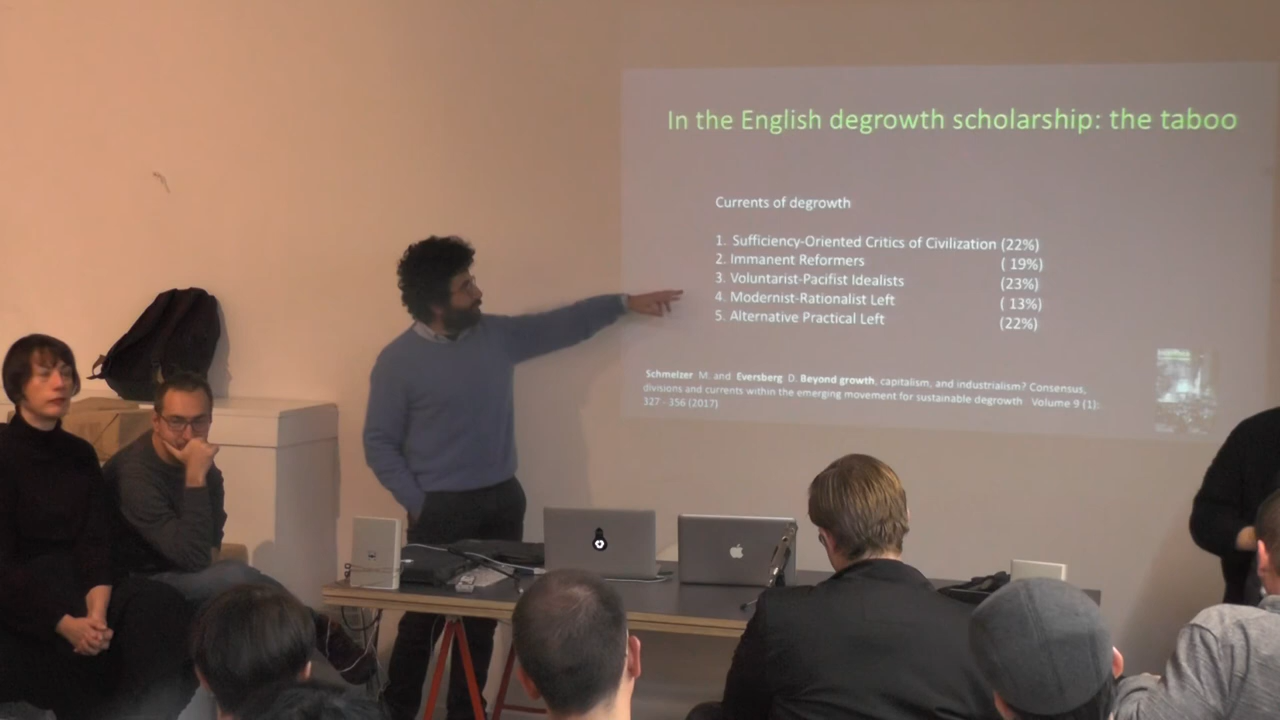 In the English degrowth scholarship: the taboo
Currents of degrowth
1. Sufficiency-Oriented Critics of Civilization (22%)
2. Immanent Reformers ( 19%)
3. Voluntarist-Pacifist Idealists (23%)
4. Modernist-Rationalist Left ( 13%)
5. Alternative Practical Left (22%)
Schmelzer M. and Eversberg D. Beyond growth, capitalism, and industrialism? Consensus,
divisions and currents within the emerging movement for sustainable degrowth Volume 9 (1):
327 - 356 (2017)